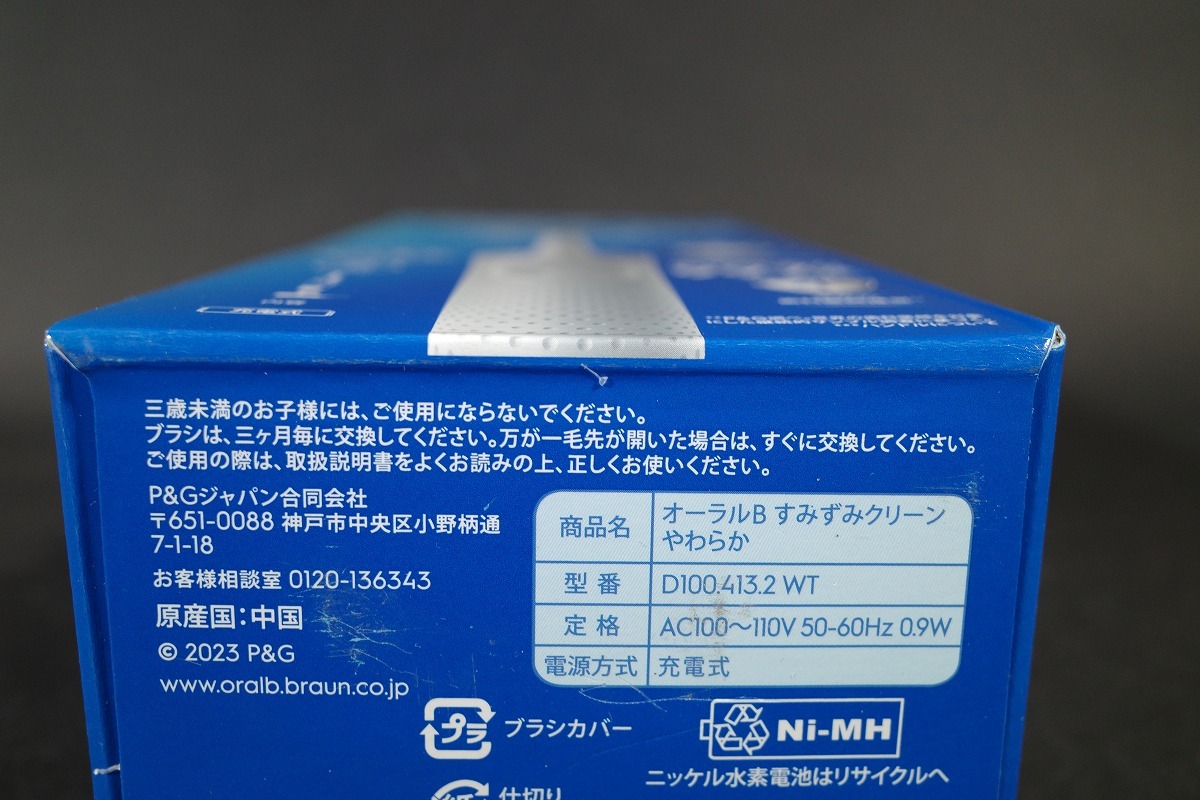 充電式
三歳未満のお子様には、ご使用にならないでください。
ブラシは、三ヶ月毎に交換してください。万が一毛先が開いた場合は、すぐに交換してください。
ご使用の際は、取扱説明書をよくお読みの上、正しくお使いください。
P&Gジャパン合同会社
〒651-0088 神戸市中央区小野柄通
7-1-18
お客様相談室 0120-136343
原産国：中国
© 2023 P&G
www.oralb.braun.co.jp
商品名 オーラルB すみずみクリーン
やわらか
型番 D100.413.2 WT
定格 AC100〜110V 50-60Hz 0.9W
電源方式 充電式
プラ ブラシカバー
Ni-MH
ニッケル水素電池はリサイクルへ
紙 仕切り